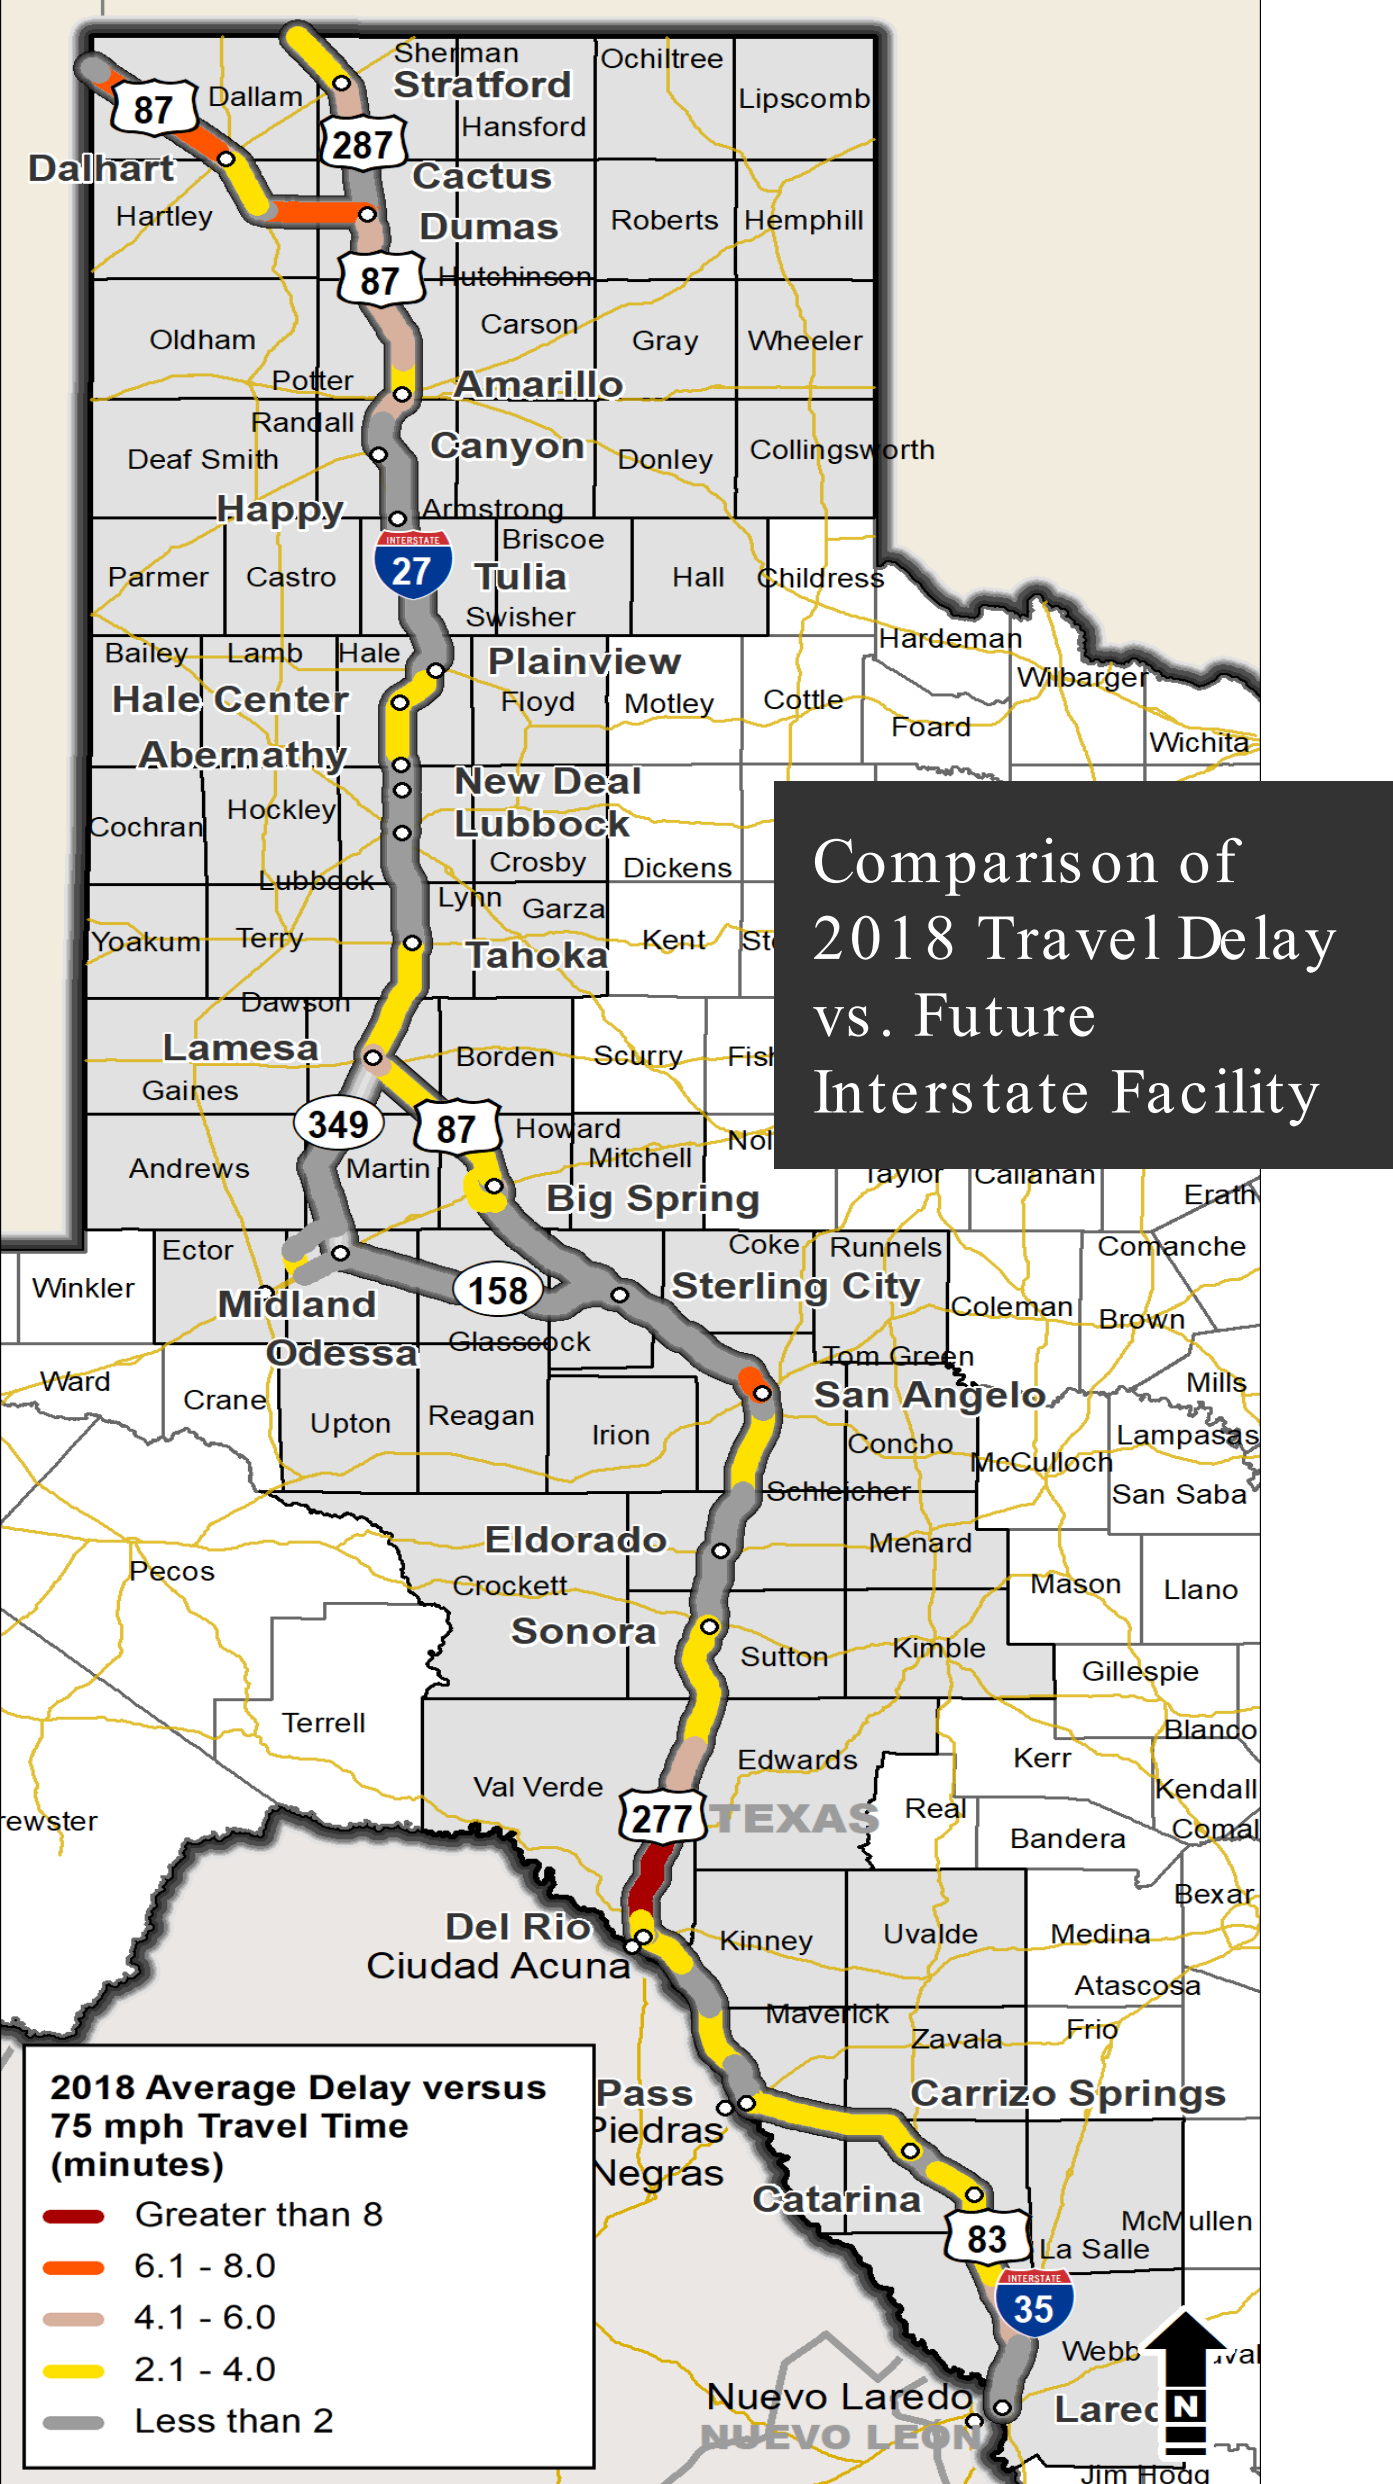 Sherman
Ochiltree
Stratford
Dallam
Lipscomb
87
Hansford
287
Dalhart
Cactus
Hartley
Dumas
Roberts
Hemphill
87
Hutchinson
Carson
Oldham
Gray
Wheeler
Potter
Amarillo
Randall
Canyon
Deaf Smith
Donley
Collingsworth
Happy
Armstrong
INTERSTATE
27
Briscoe
Parmer
Castro
Tulia
Hall
Childress
Swisher
Hardeman
Bailey
Lamb
Hale
Plainview
Wilbarger
Hale Center
Floyd
Motley
Cottle
Foard
Wichita
Abernathy
New Deal
Hockley
Cochran
Lubbock
Crosby
Dickens
Lubbock
Lynn
Garza
Yoakum
Terry
Kent
Tahoka
Dawson
Comparison of
2018 Travel Delay
vs. Future
Interstate Facility
Lamesa
Borden
Scurry
Gaines
349
87
Howard
Mitchell
Andrews
Martin
Taylor
Callahan
Big Spring
Erath
Ector
Coke
Runnels
Comanche
Winkler
158
Sterling City
Midland
Coleman
Brown
Glasscock
Odessa
Tom Green
Ward
Crane
San Angelo
Mills
Upton
Reagan
Irion
Concho
McCulloch
Lampasas
Schleicher
San Saba
Eldorado
Menard
Pecos
Crockett
Mason
Llano
Sonora
Sutton
Kimble
Gillespie
Terrell
Blanco
Edwards
Kerr
Val Verde
Kendall
277
TEXAS
Real
rewster
Bandera
Comal
Bexar
Del Rio
Kinney
Uvalde
Medina
Ciudad Acuna
Atascosa
Maverick
Zavala
Frio
Pass
Carrizo Springs
Piedras
Negras
Catarina
McMullen
83
La Salle
INTERSTATE
35
Webb
Nuevo Laredo
N
NUEVO LEON
Jim Hogg
2018 Average Delay versus
75 mph Travel Time
(minutes)
Greater than 8
6.1 - 8.0
4.1 - 6.0
2.1 - 4.0
Less than 2